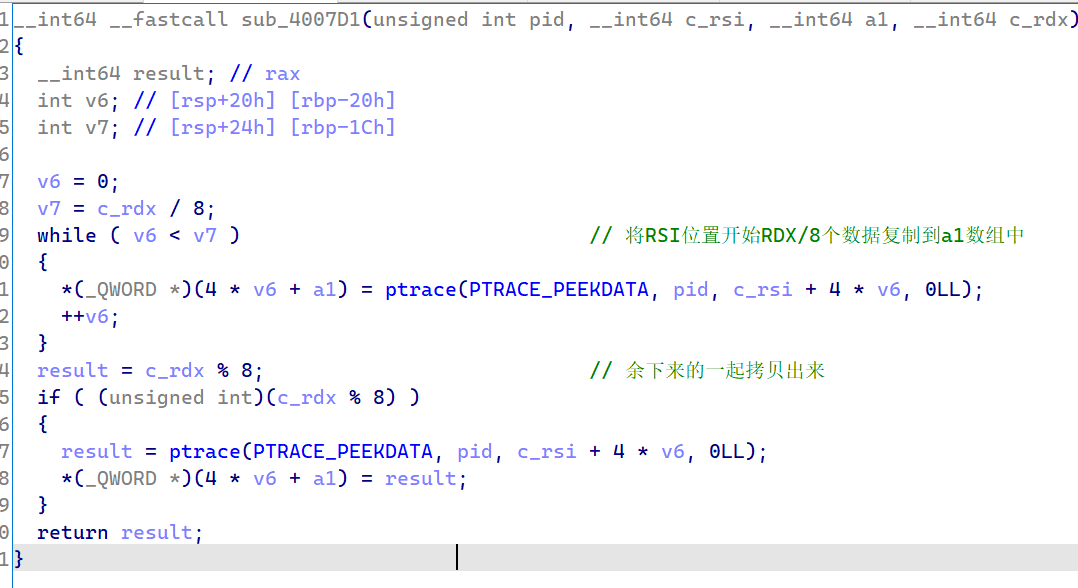 1 __int64 __fastcall sub_4007D1(unsigned int pid, __int64 c_rsi, __int64 a1, __int64 c_rdx)
2 {
3   __int64 result; // rax
4   int v6; // [rsp+20h] [rbp-20h]
5   int v7; // [rsp+24h] [rbp-1Ch]
6
7   v6 = 0;
8   v7 = c_rdx / 8;
9   while ( v6 < v7 ) // 将RSI位置开始RDX/8个数据复制到a1数组中
0   {
1     *(_QWORD *)(4 * v6 + a1) = ptrace(PTRACE_PEEKDATA, pid, c_rsi + 4 * v6, 0LL);
2     ++v6;
3   }
4   result = c_rdx % 8; // 余下来的一起拷贝出来
5   if ( (unsigned int)(c_rdx % 8) )
6   {
7     result = ptrace(PTRACE_PEEKDATA, pid, c_rsi + 4 * v6, 0LL);
8     *(_QWORD *)(4 * v6 + a1) = result;
9   }
0   return result;
1 }